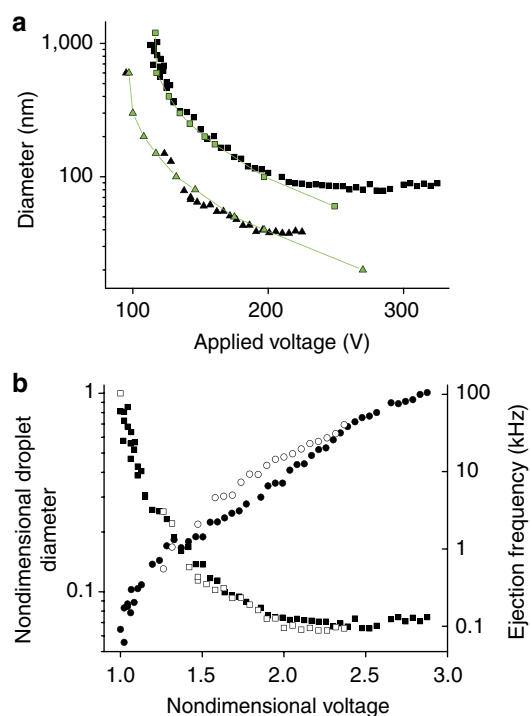 a
1,000
100
Diameter (nm)
100 200 300
Applied voltage (V)
b
1
0.1
Nondimensional droplet
diameter
100
10
1
0.1
Ejection frequency (kHz)
1.0 1.5 2.0 2.5 3.0
Nondimensional voltage